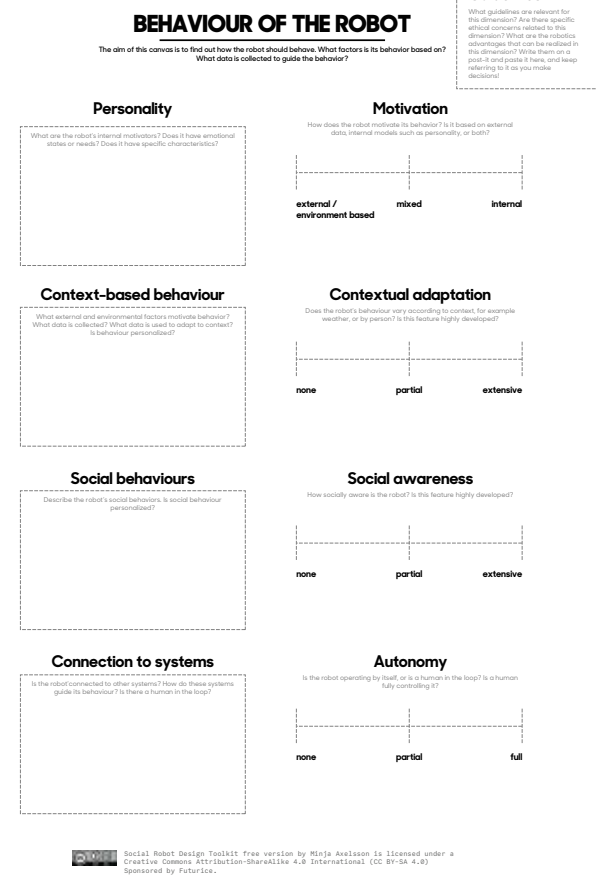 BEHAVIOUR OF THE ROBOT
The aim of this canvas is to find out how the robot should behave. What factors is its behavior based on?
What data is collected to guide the behavior?
What guidelines are relevant for
this dimension? Are there specific
ethical concerns related to this
dimension? What are the robotics
advantages that can be realized in
this dimension? Write them on a
post-it and paste it here, and keep
referring to it as you make
decisions!
Personality
What are the robot's internal motivators? Does it have emotional
states or needs? Does it have specific characteristics?
Motivation
How does the robot motivate its behavior? Is it based on external
data, internal models such as personality, or both?
external /
environment based
mixed
internal
Context-based behaviour
What external and environmental factors motivate behavior?
What data is collected? What data is used to adapt to context?
Is behaviour personalized?
Contextual adaptation
Does the robot's behaviour vary according to context, for example
weather, or by person? Is this feature highly developed?
none
partial
extensive
Social behaviours
Describe the robot's social behaviors. Is social behaviour
personalized?
Social awareness
How socially aware is the robot? Is this feature highly developed?
none
partial
extensive
Connection to systems
Is the robot connected to other systems? How do these systems
guide its behaviour? Is there a human in the loop?
Autonomy
Is the robot operating by itself, or is a human in the loop? Is a human
fully controlling it?
none
partial
full
Social Robot Design Toolkit free version by Minja Axelsson is licensed under a
Creative Commons Attribution-ShareAlike 4.0 International (CC BY-SA 4.0)
Sponsored by Futurice.